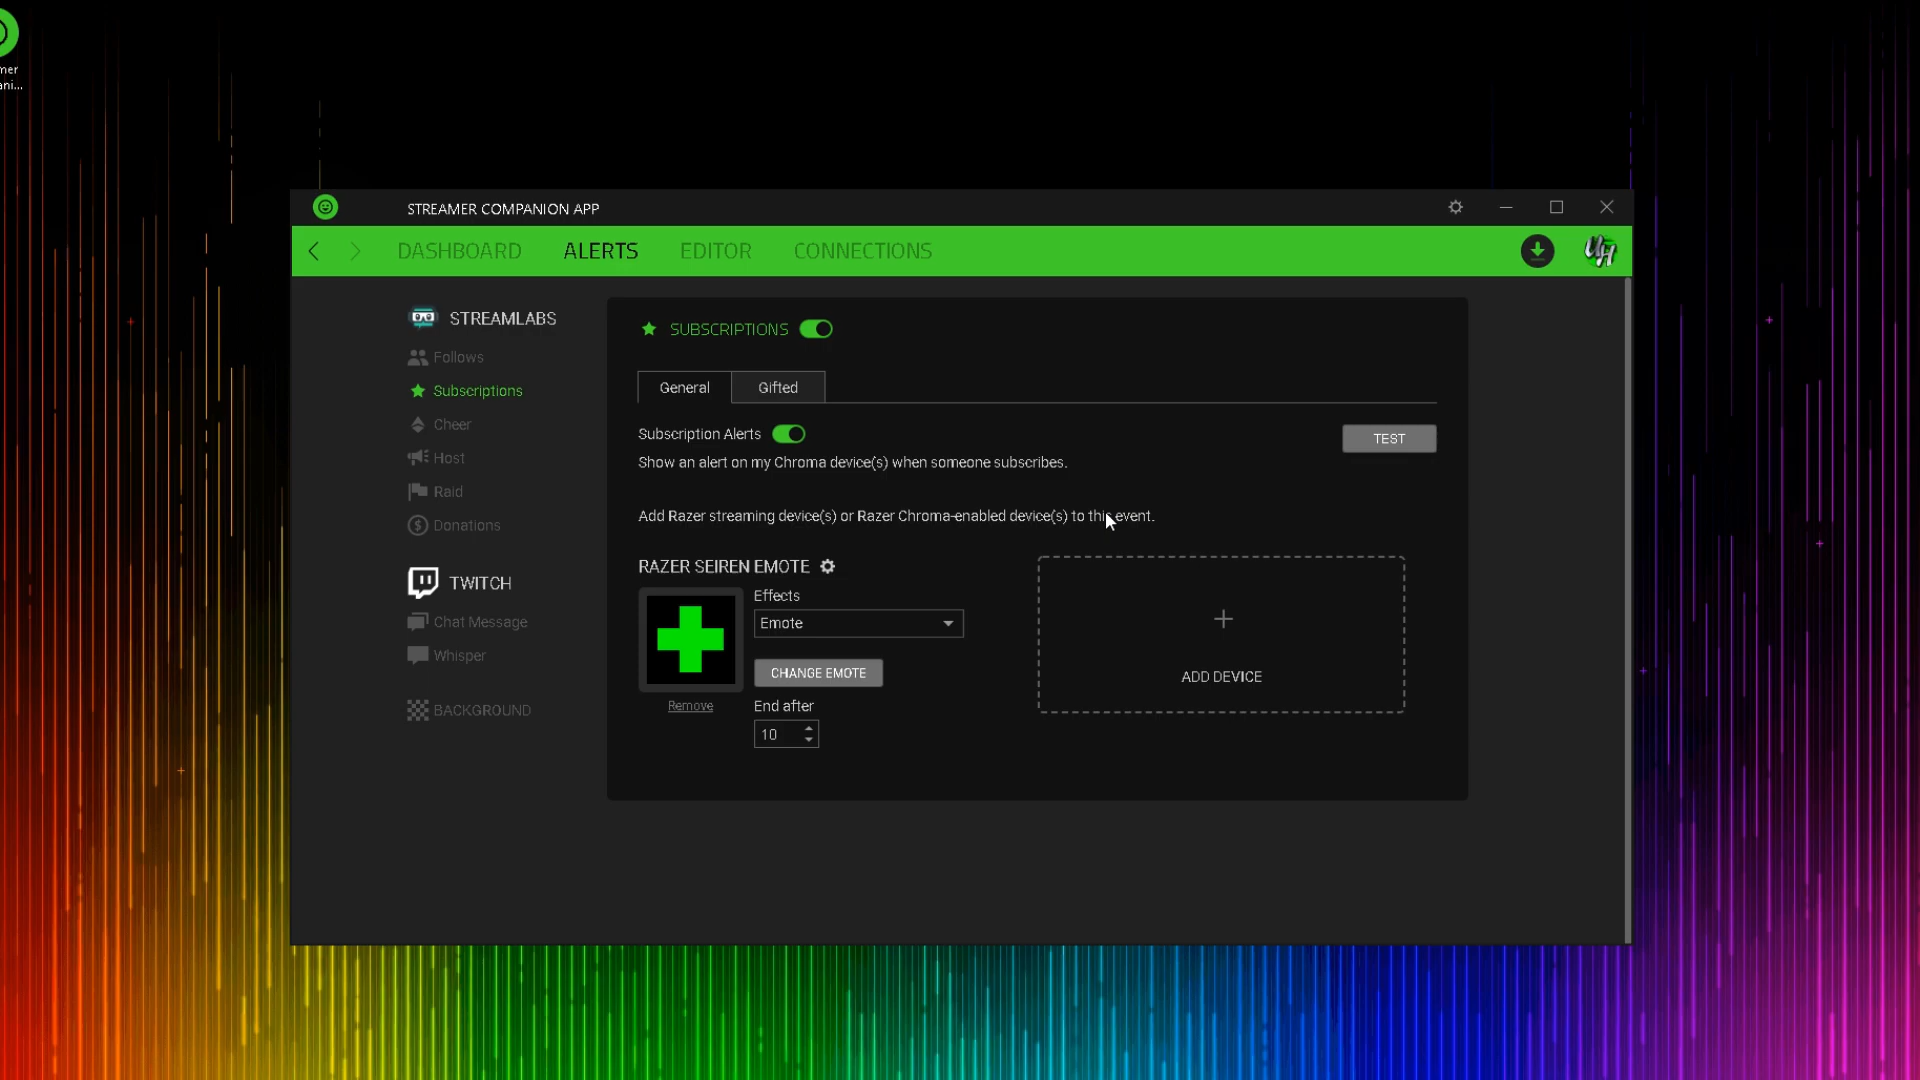 mer
ani...
STREAMER COMPANION APP
DASHBOARD
ALERTS
EDITOR
CONNECTIONS
UH
STREAMLABS
Follows
Subscriptions
Cheer
Host
Raid
Donations
TWITCH
Chat Message
Whisper
BACKGROUND
SUBSCRIPTIONS
General
Gifted
Subscription Alerts
TEST
Show an alert on my Chroma device(s) when someone subscribes.
Add Razer streaming device(s) or Razer Chroma-enabled device(s) to this event.
RAZER SEIREN EMOTE
Effects
Emote
CHANGE EMOTE
Remove
End after
10
ADD DEVICE